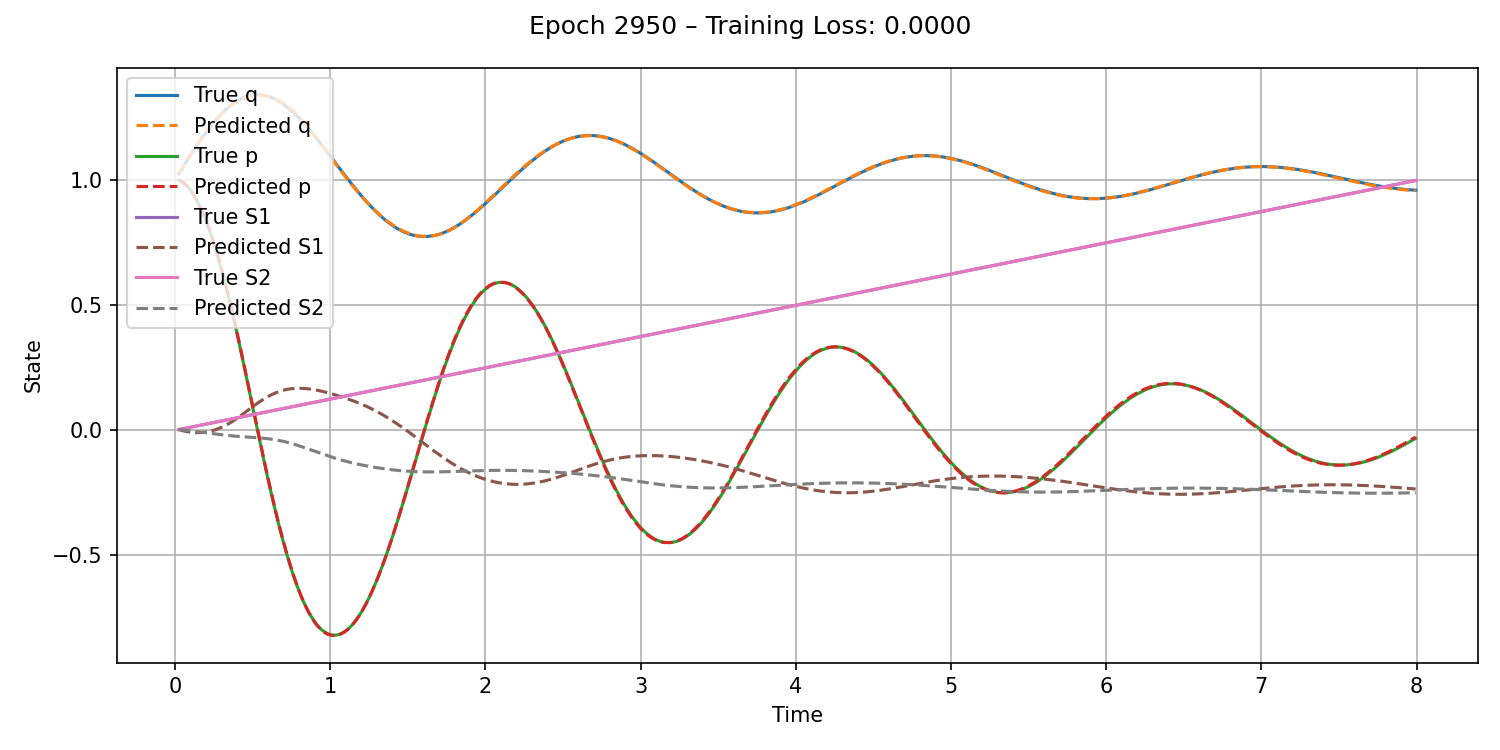 Epoch 2950 – Training Loss: 0.0000
True q
Predicted q
True p
Predicted p
True S1
Predicted S1
True S2
Predicted S2
1.0
0.5
0.0
−0.5
State
0 1 2 3 4 5 6 7 8
Time